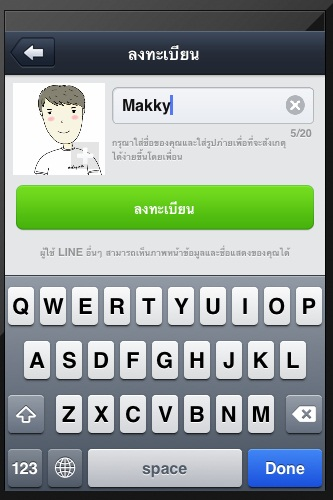 ลงทะเบียน
Makky
5/20
กรุณาใส่ชื่อของคุณและใส่รูปถ่ายเพื่อที่จะสังเกตุ
ได้ง่ายขึ้นโดยเพื่อน
ลงทะเบียน
ผู้ใช้ LINE อื่นๆ สามารถเห็นภาพหน้าข้อมูลและชื่อแสดงของคุณได้
Q W E R T Y U I O P
A S D F G H J K L
Z X C V B N M
123 space Done